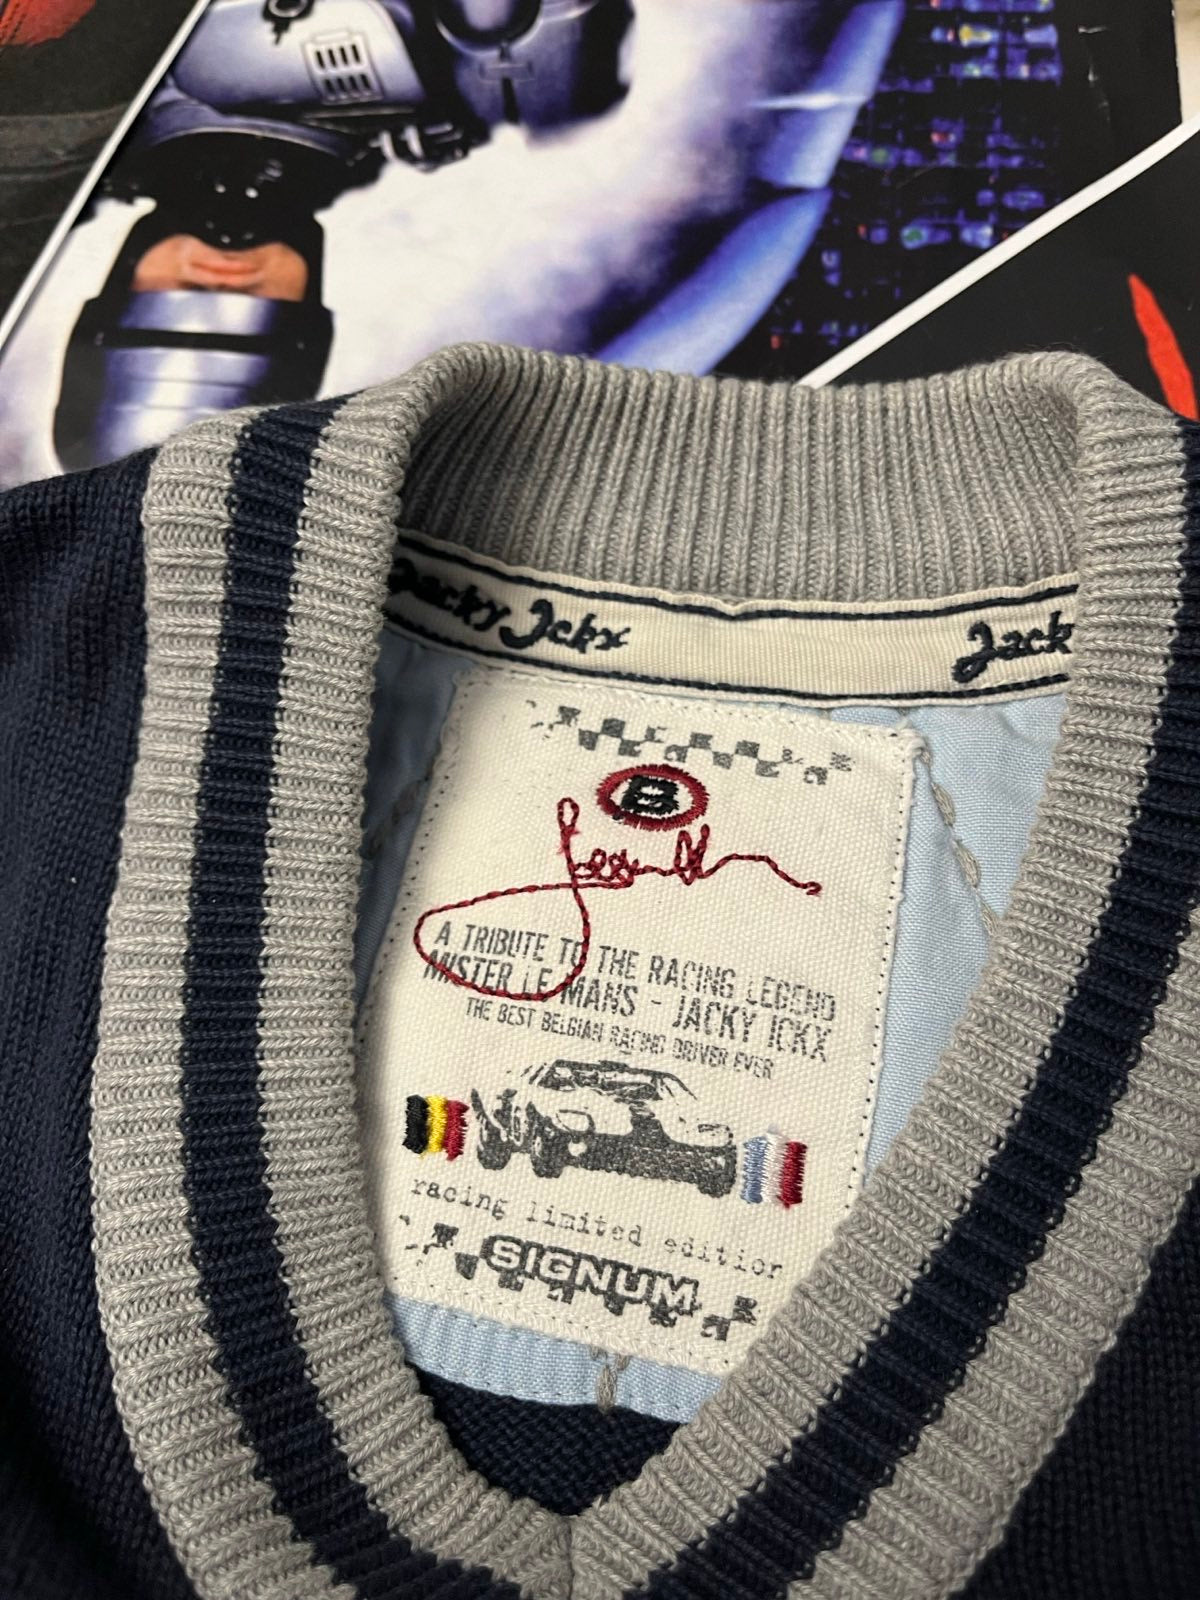 Jacky Ickx
Jack
B
A TRIBUTE TO THE RACING LEGEND
MISTER LE MANS - JACKY ICKX
THE BEST BELGIAN RACING DRIVER EVER
racing limited edition
SIGNUM